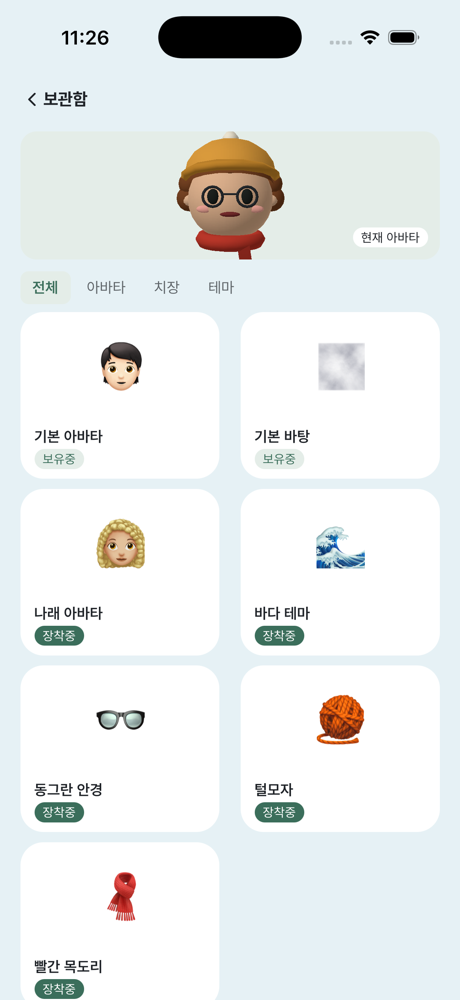 11:26
보관함
현재 아바타
전체 아바타 치장 테마
기본 아바타
보유중
기본 바탕
보유중
나래 아바타
장착중
바다 테마
장착중
동그란 안경
장착중
털모자
장착중
빨간 목도리
장착중